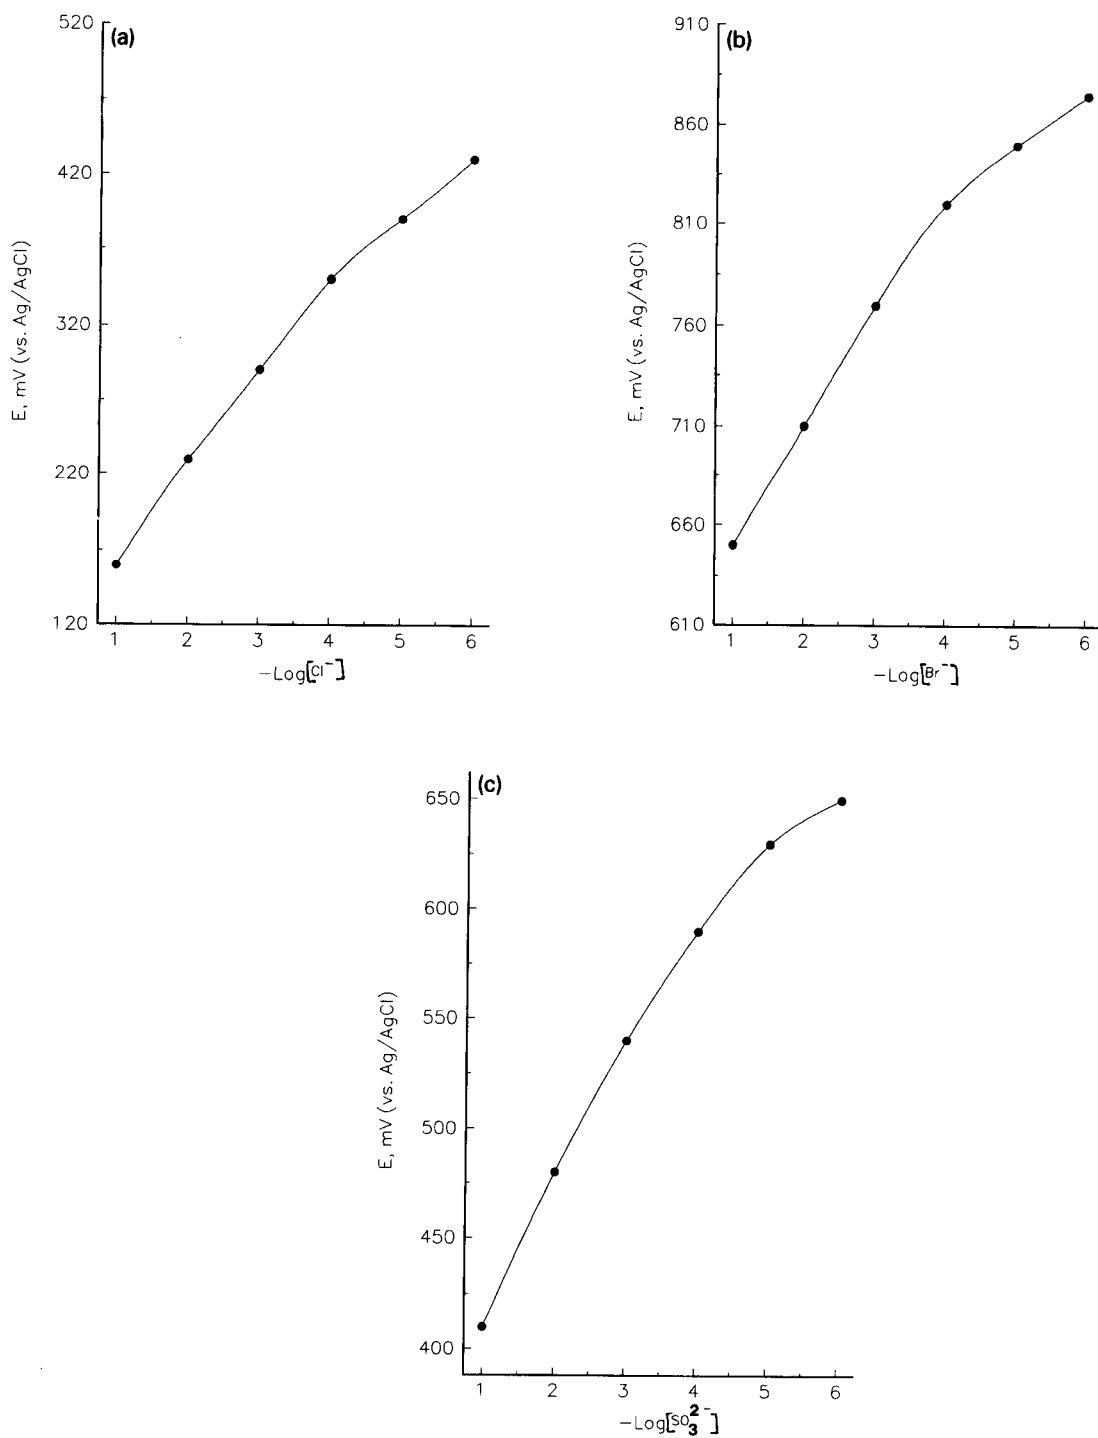 (a)
520
420
320
220
120
E, mV (vs. Ag/AgCl)
1 2 3 4 5 6
−Log[Cl⁻]
(b)
910
860
810
760
710
660
610
E, mV (vs. Ag/AgCl)
1 2 3 4 5 6
−Log[Br⁻]
(c)
650
600
550
500
450
400
E, mV (vs. Ag/AgCl)
1 2 3 4 5 6
−Log[SO₃²⁻]